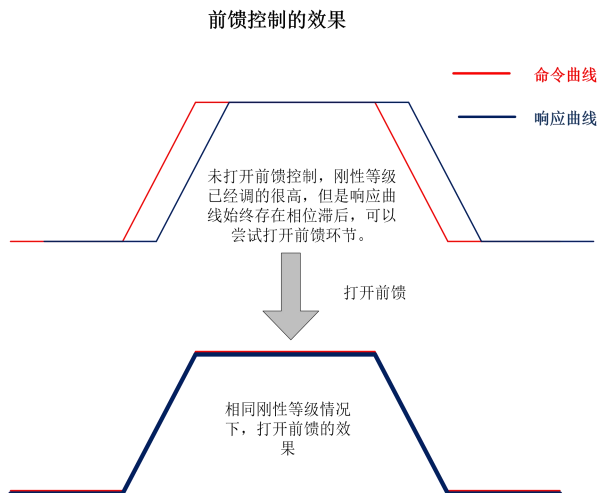 前馈控制的效果
命令曲线
响应曲线
未打开前馈控制，刚性等级
已经调的很高，但是响应曲
线始终存在相位滞后，可以
尝试打开前馈环节。
打开前馈
相同刚性等级情况
下，打开前馈的效
果